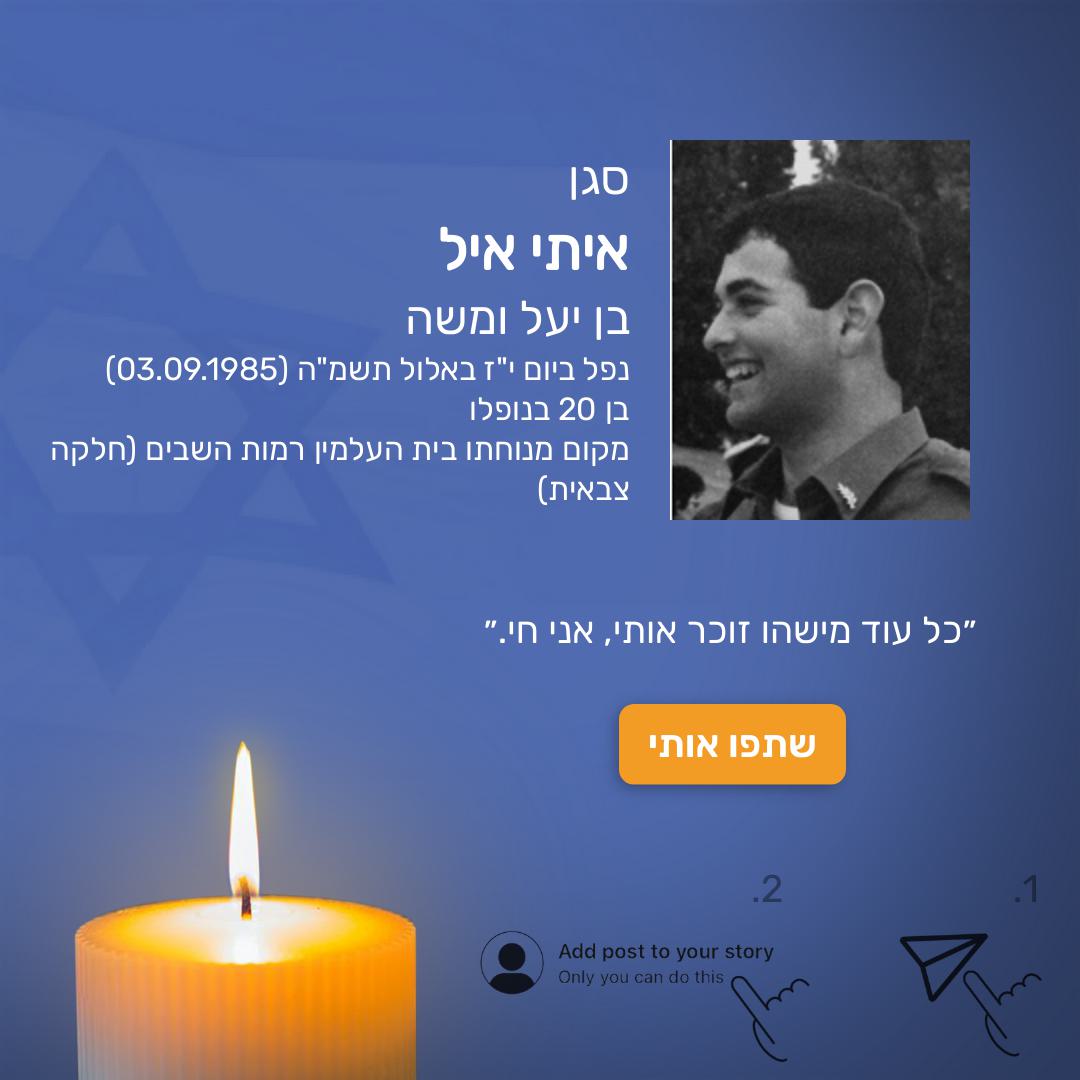 סגן
איתי איל
בן יעל ומשה
נפל ביום י"ז באלול תשמ"ה (03.09.1985)
בן 20 בנופלו
מקום מנוחתו בית העלמין רמות השבים (חלקה
צבאית)
״כל עוד מישהו זוכר אותי, אני חי.״
שתפו אותי
1.
2.
Add post to your story
Only you can do this